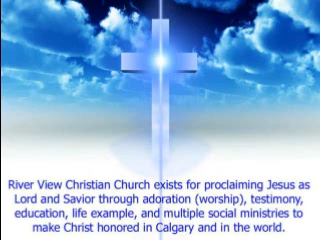 River View Christian Church exists for proclaiming Jesus as
Lord and Savior through adoration (worship), testimony,
education, life example, and multiple social ministries to
make Christ honored in Calgary and in the world.